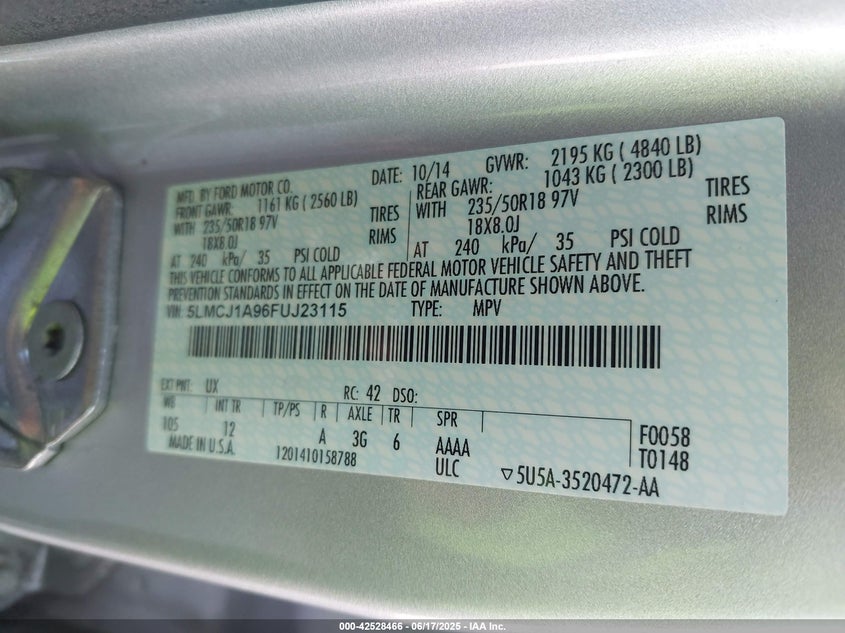 MFD. BY FORD MOTOR CO.
DATE: 10/14 GVWR: 2195 KG ( 4840 LB)
FRONT GAWR: 1161 KG ( 2560 LB)
REAR GAWR: 1043 KG ( 2300 LB)
WITH 235/50R18 97V TIRES
WITH 235/50R18 97V TIRES
18X8.0J RIMS
18X8.0J RIMS
AT 240 kPa/ 35 PSI COLD
AT 240 kPa/ 35 PSI COLD
THIS VEHICLE CONFORMS TO ALL APPLICABLE FEDERAL MOTOR VEHICLE SAFETY AND THEFT
PREVENTION STANDARDS IN EFFECT ON THE DATE OF MANUFACTURE SHOWN ABOVE.
VIN: 5LMCJ1A96FUJ23115 TYPE: MPV
EXT PNT: UX RC: 42 DSO:
WB INT TR TP/PS R AXLE TR SPR
105 12 A 3G 6 AAAA
F0058
MADE IN U.S.A. 1201410158788 ULC
T0148
▽5U5A-3520472-AA
000-42528466 - 06/17/2025 - IAA Inc.